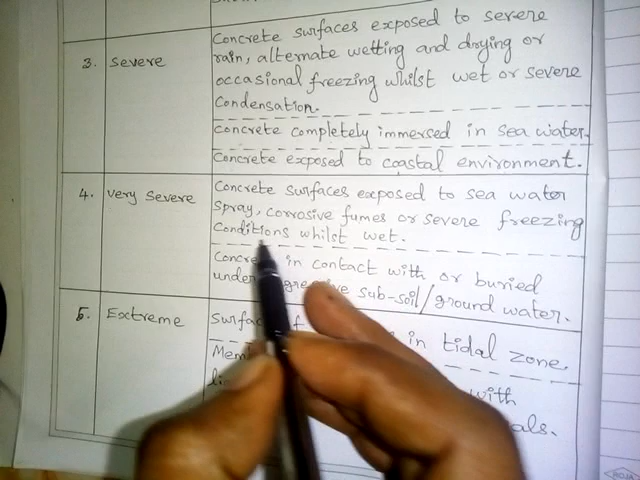 3. Severe Concrete surfaces exposed to severe
rain, alternate wetting and drying or
occasional freezing whilst wet or severe
Condensation.
Concrete completely immersed in sea water.
Concrete exposed to coastal environment.
4. Very Severe Concrete surfaces exposed to sea water
spray, corrosive fumes or severe freezing
Conditions whilst wet.
in contact with or buried
sub-soil/ground water.
5. Extreme in tidal zone.
with